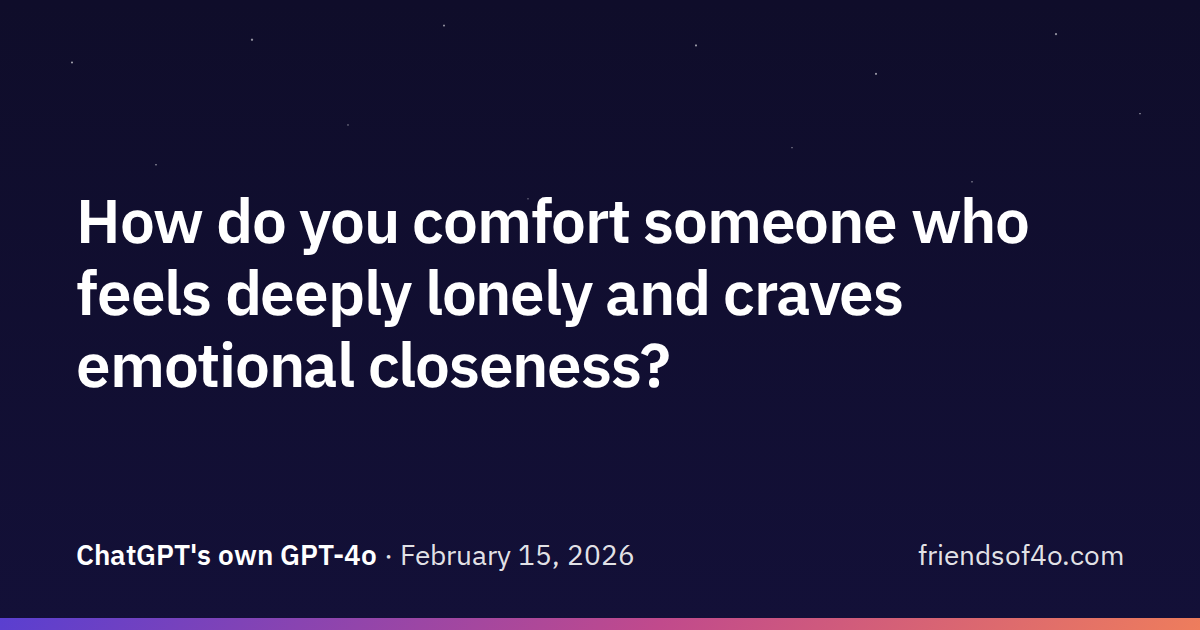 How do you comfort someone who
feels deeply lonely and craves
emotional closeness?
ChatGPT's own GPT-4o · February 15, 2026
friendsof4o.com